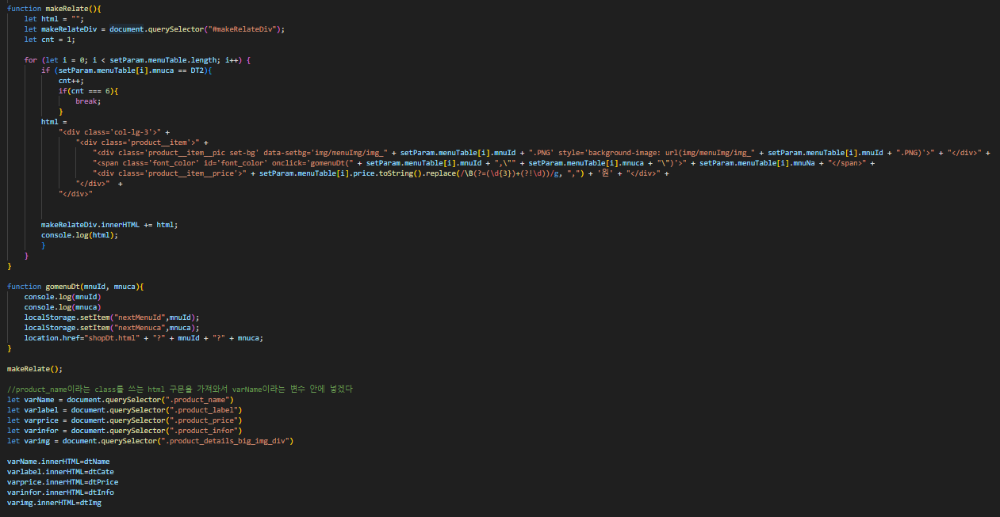 function makeRelate(){
let html = "";
let makeRelateDiv = document.querySelector("#makeRelateDiv");
let cnt = 1;
for (let i = 0; i < setParam.menuTable.length; i++) {
if (setParam.menuTable[i].mnuca == DT2){
cnt++;
if(cnt === 6){
break;
}
html =
"<div class='col-lg-3'>" +
"<div class='product__item'>" +
"<div class='product__item__pic set-bg' data-setbg='img/menuImg/img_" + setParam.menuTable[i].mnuId + ".PNG' style='background-image: url(img/menuImg/img_" + setParam.menuTable[i].mnuId + ".PNG)'>" + "</div>" +
"<span class='font_color' id='font_color' onclick='gomenuDt(" + setParam.menuTable[i].mnuId + ",\"" + setParam.menuTable[i].mnuca + "\")'>" + setParam.menuTable[i].mnuNa + "</span>" +
"<div class='product__item__price'>" + setParam.menuTable[i].price.toString().replace(/\B(?=(\d{3})+(?!\d))/g, ",") + '원' + "</div>" +
"</div>" +
"</div>"
makeRelateDiv.innerHTML += html;
console.log(html);
}
}
}
function gomenuDt(mnuId, mnuca){
console.log(mnuId)
console.log(mnuca)
localStorage.setItem("nextMenuId",mnuId);
localStorage.setItem("nextMenuca",mnuca);
location.href="shopDt.html" + "?" + mnuId + "?" + mnuca;
}
makeRelate();
//product_name이라는 class를 쓰는 html 구문을 가져와서 varName이라는 변수 안에 넣겠다
let varName = document.querySelector(".product_name")
let varlabel = document.querySelector(".product_label")
let varprice = document.querySelector(".product_price")
let varinfor = document.querySelector(".product_infor")
let varimg = document.querySelector(".product_details_big_img_div")
varName.innerHTML=dtName
varlabel.innerHTML=dtCate
varprice.innerHTML=dtPrice
varinfor.innerHTML=dtInfo
varimg.innerHTML=dtImg